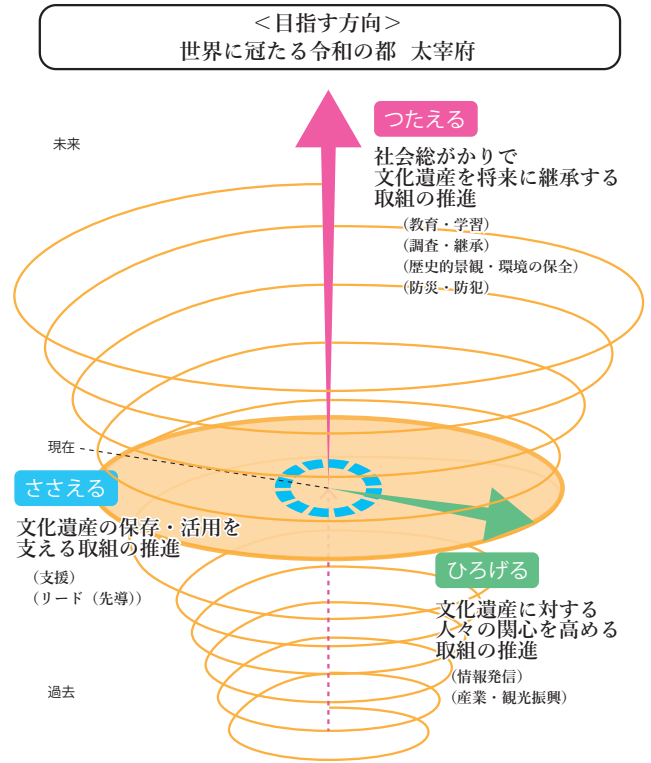 ＜目指す方向＞
世界に冠たる令和の都 太宰府
つたえる
未来
社会総がかりで
文化遺産を将来に継承する
取組の推進
（教育・学習）
（調査・継承）
（歴史的景観・環境の保全）
（防災・防犯）
現在
ささえる
文化遺産の保存・活用を
支える取組の推進
（支援）
（リード（先導））
ひろげる
文化遺産に対する
人々の関心を高める
取組の推進
（情報発信）
（産業・観光振興）
過去